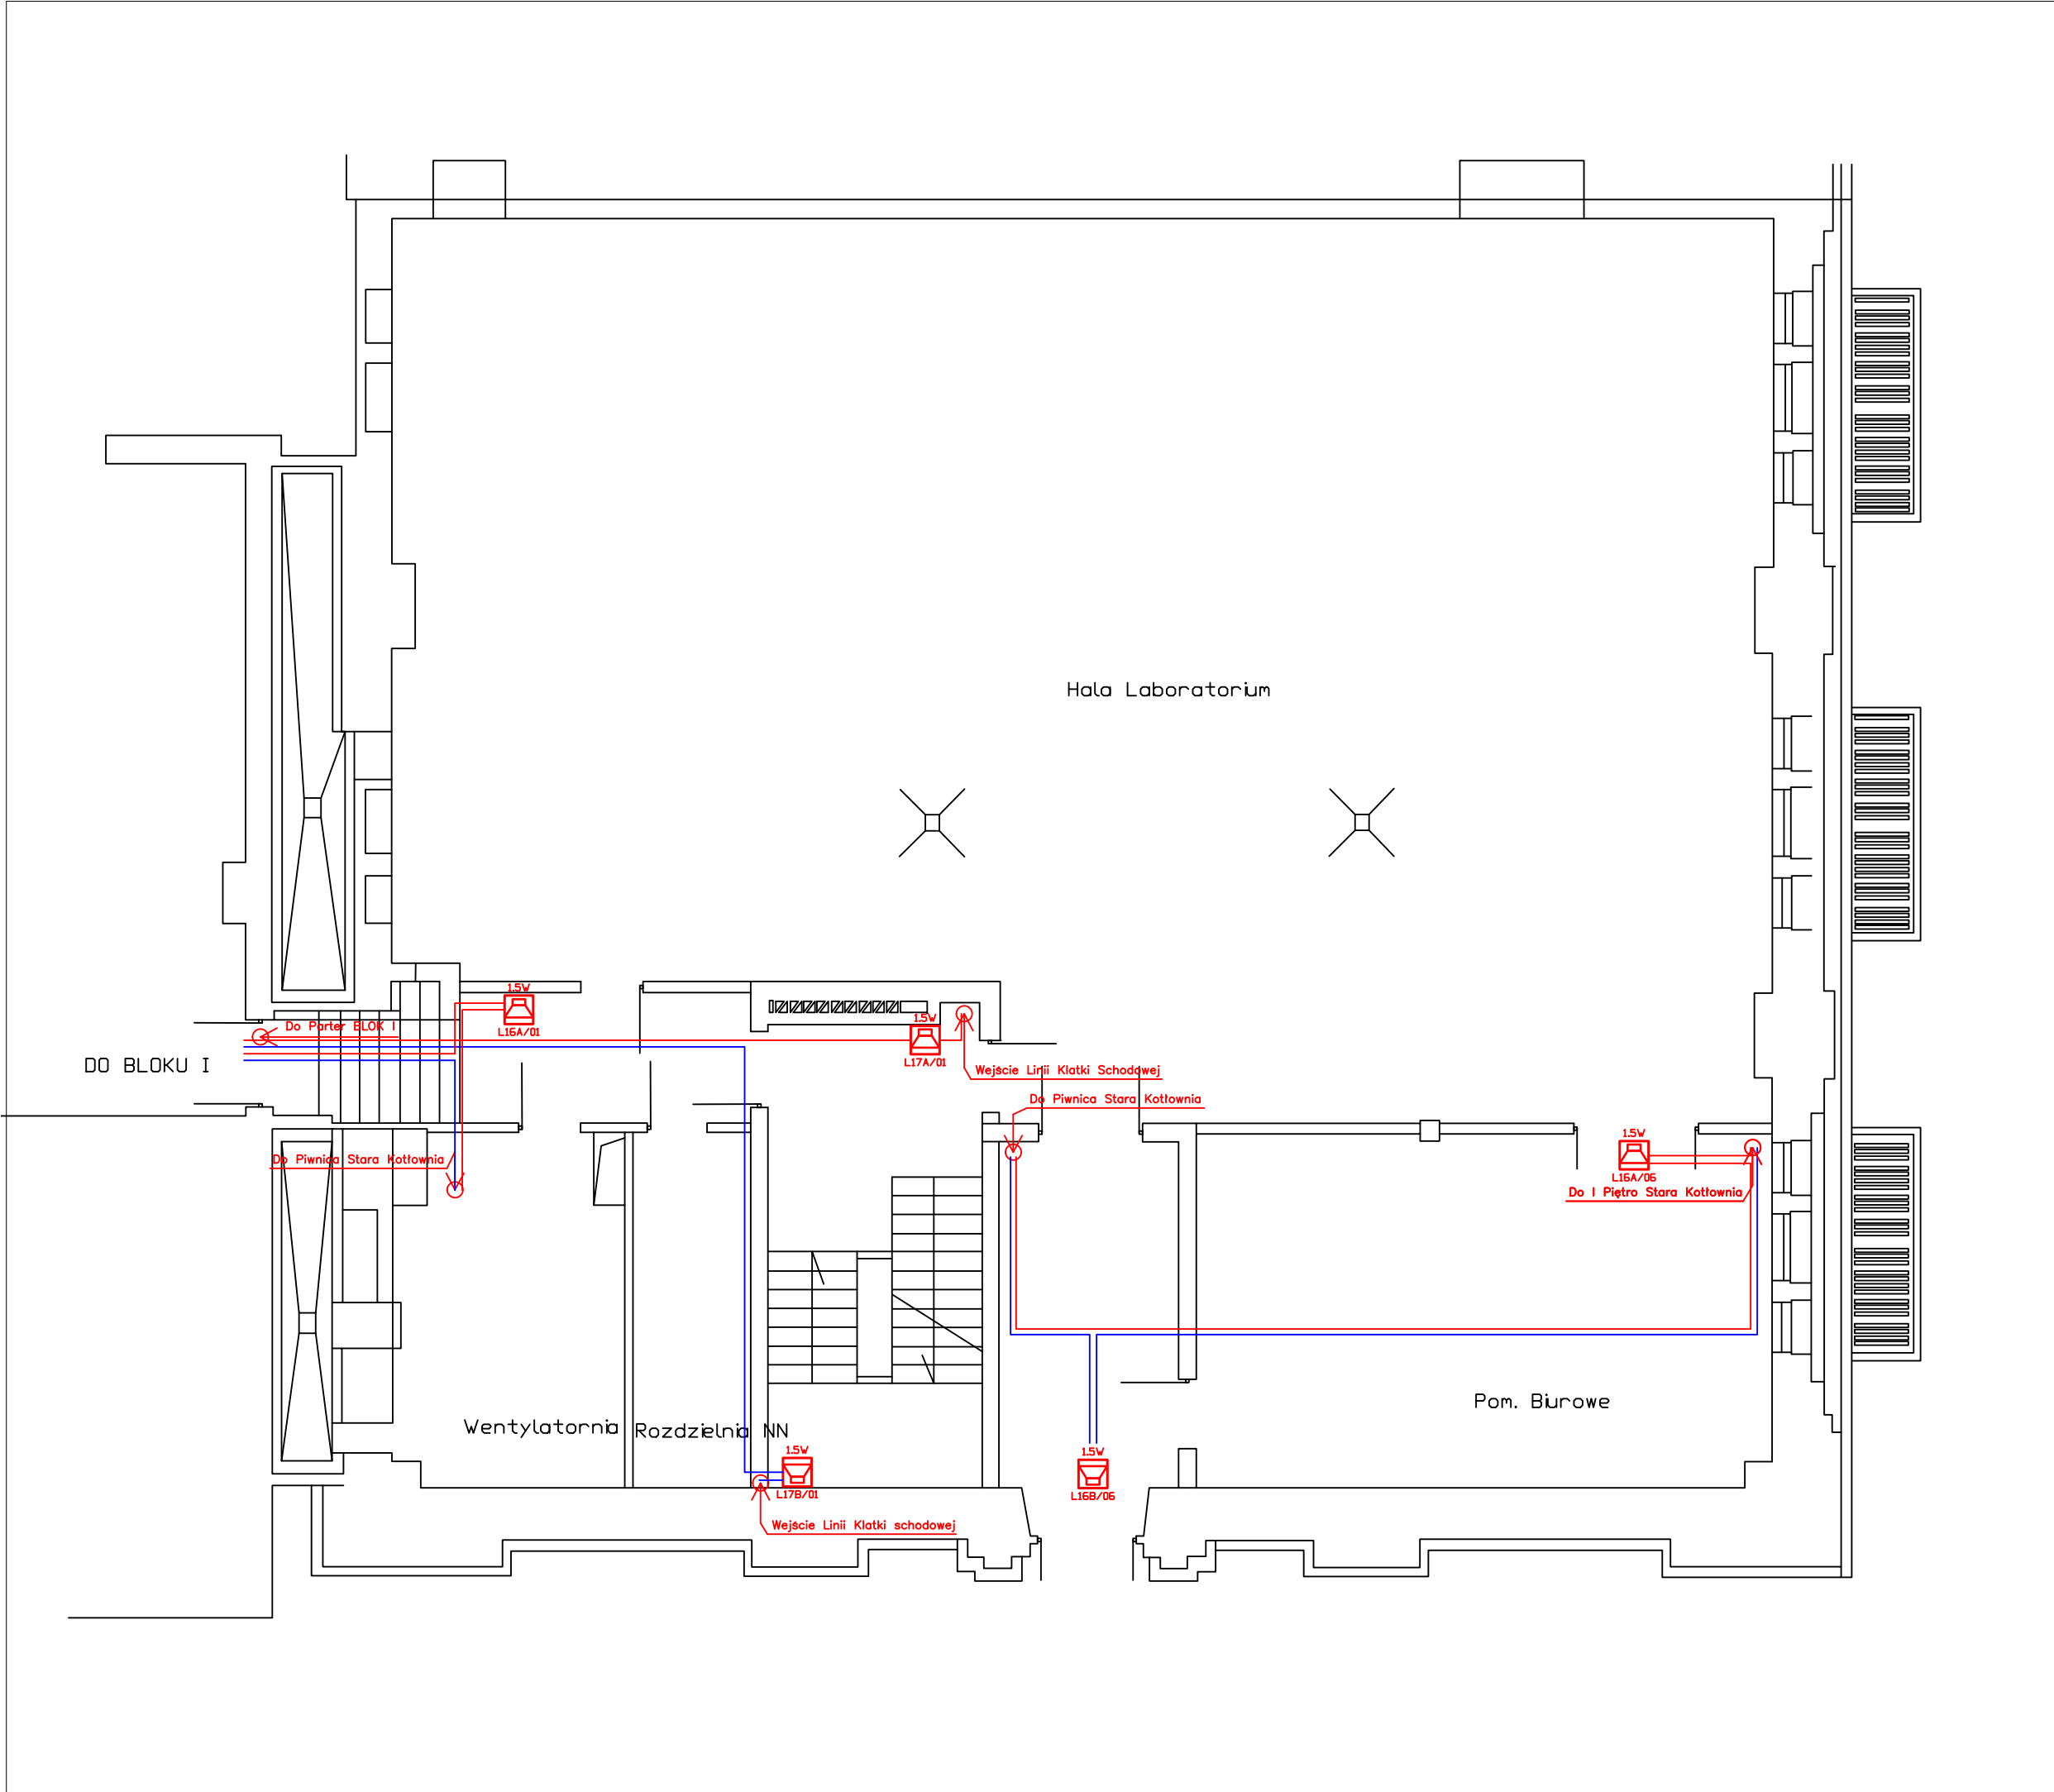 Hala Laboratorium
1.5W
L16A/01
1.5W
L17A/01
Do Parter BLOK I
DO BLOKU I
Wejście Linii Klatki Schodowej
Do Piwnica Stara Kotłownia
1.5W
L16A/06
Do Piwnica Stara Kotłownia
Do I Piętro Stara Kotłownia
Pom. Biurowe
Wentylatornia
Rozdzielnia NN
1.5W
L17B/01
1.5W
L16B/06
Wejście Linii Klatki schodowej